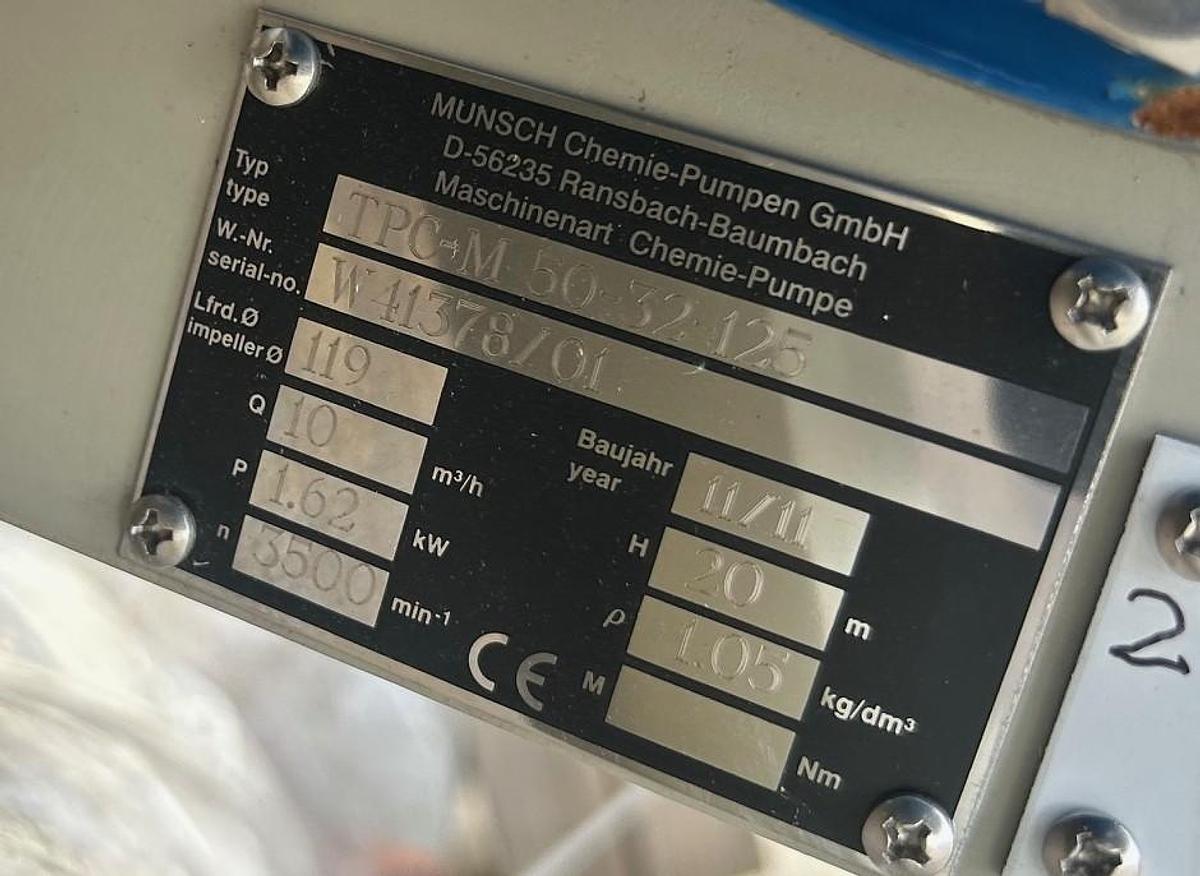 MUNSCH Chemie-Pumpen GmbH
D-56235 Ransbach-Baumbach
Maschinenart Chemie-Pumpe
Typ
type TPC-M 50-32-125
W.-Nr.
serial-no. W41378/01
Lfrd. Ø
impeller Ø 119
Q 10 m³/h
P 1.62 kW
n 3500 min-¹
Baujahr
year 11/11
H 20 m
ρ 1.05 kg/dm³
M Nm
CE
2